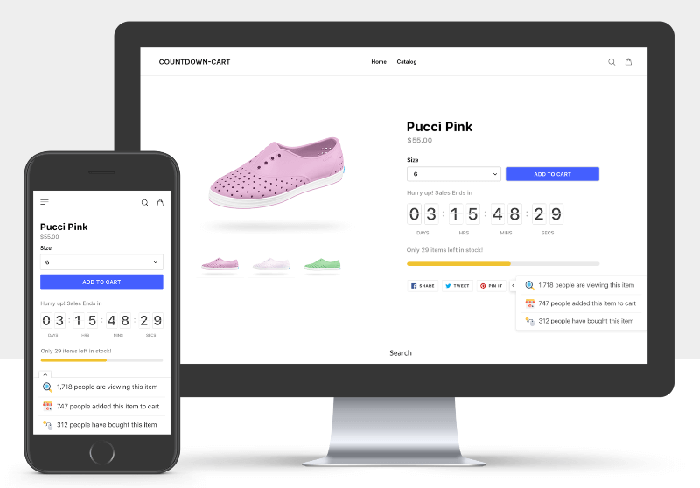 COUNTDOWN-CART
Home Catalog
Pucci Pink
$65.00
Size
6
ADD TO CART
Hurry up! Sales Ends in
03 : 15 : 48 : 29
DAYS HRS MINS SECS
Only 29 items left in stock!
SHARE TWEET PIN IT
1,718 people are viewing this item
747 people added this item to cart
312 people have bought this item
Search
Pucci Pink
$65.00
Size
6
ADD TO CART
Hurry up! Sales Ends in
03 : 15 : 48 : 29
DAYS HRS MINS SECS
Only 29 items left in stock!
1,718 people are viewing this item
747 people added this item to cart
312 people have bought this item